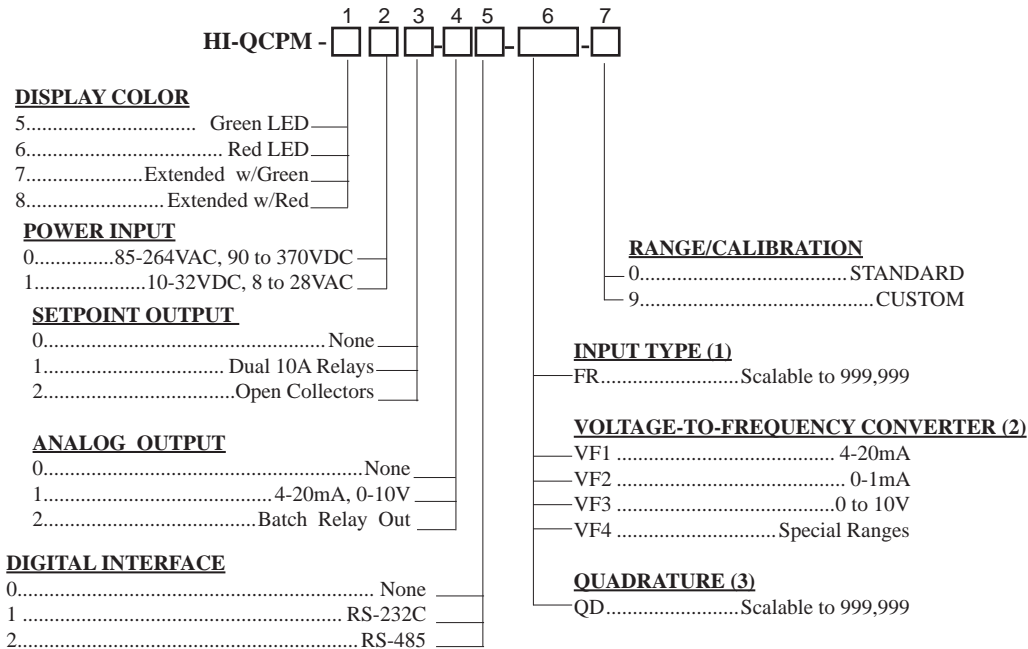 1 2 3 4 5 6 7
HI-QCPM - - - -
DISPLAY COLOR
5................................ Green LED
6..................................... Red LED
7......................Extended w/Green
8.......................... Extended w/Red
POWER INPUT
0..............85-264VAC, 90 to 370VDC
1....................10-32VDC, 8 to 28VAC
SETPOINT OUTPUT
0....................................................None
1.................................. Dual 10A Relays
2...................................Open Collectors
ANALOG OUTPUT
0..........................................................None
1.........................................4-20mA, 0-10V
2.......................................Batch Relay Out
DIGITAL INTERFACE
0.................................................................. None
1 ........................................................... RS-232C
2.............................................................. RS-485
RANGE/CALIBRATION
0.....................................STANDARD
9..........................................CUSTOM
INPUT TYPE (1)
FR.........................Scalable to 999,999
VOLTAGE-TO-FREQUENCY CONVERTER (2)
VF1 ........................................ 4-20mA
VF2 .......................................... 0-1mA
VF3 ........................................0 to 10V
VF4 .............................Special Ranges
QUADRATURE (3)
QD........................Scalable to 999,999